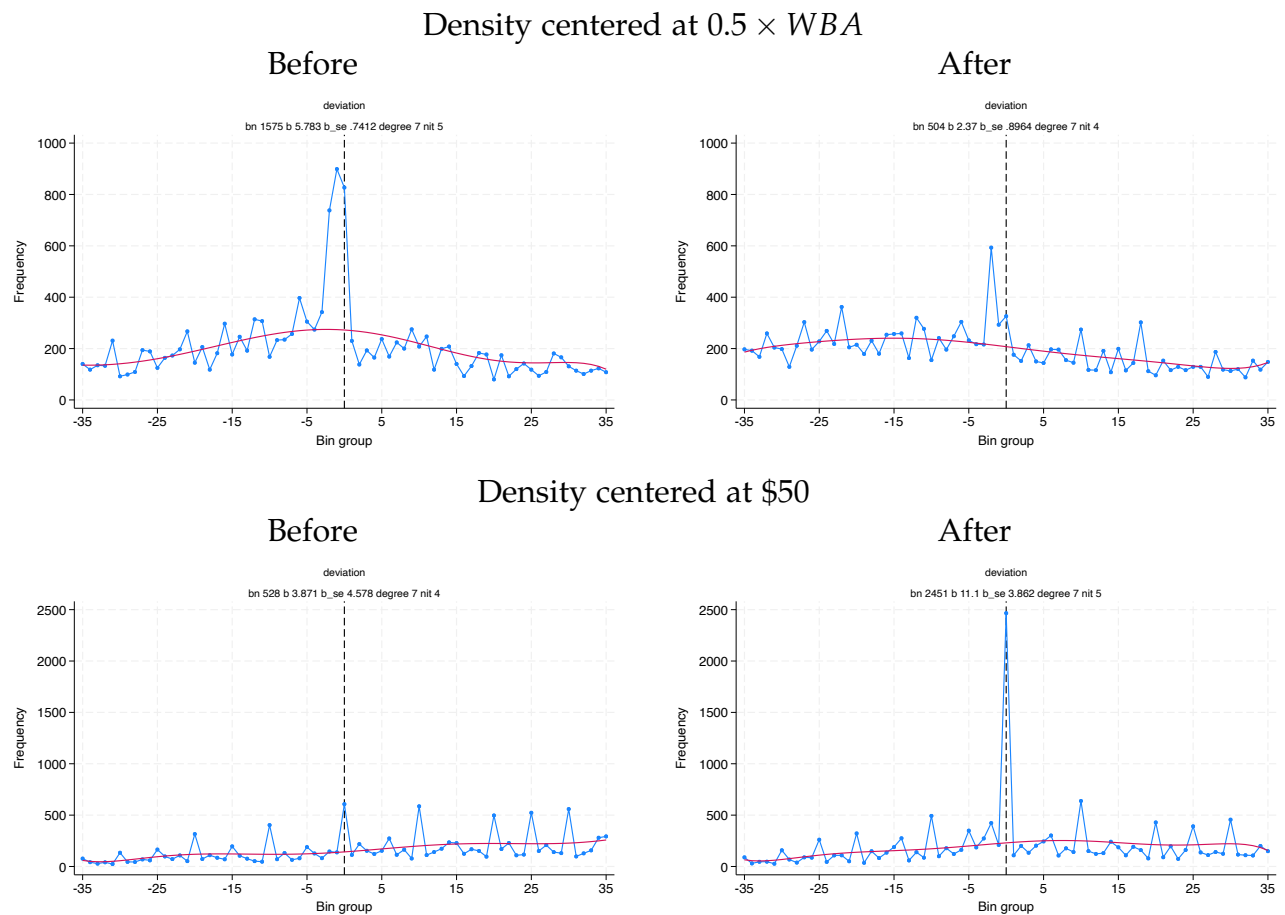 Density centered at 0.5 × WBA
Before
After
deviation
bn 1575 b 5.783 b_se .7412 degree 7 nit 5
1000
800
600
400
200
0
Frequency
-35
-25
-15
-5
5
15
25
35
Bin group
deviation
bn 504 b 2.37 b_se .8964 degree 7 nit 4
1000
800
600
400
200
0
Frequency
-35
-25
-15
-5
5
15
25
35
Bin group
Density centered at $50
Before
After
deviation
bn 528 b 3.871 b_se 4.578 degree 7 nit 4
2500
2000
1500
1000
500
0
Frequency
-35
-25
-15
-5
5
15
25
35
Bin group
deviation
bn 2451 b 11.1 b_se 3.862 degree 7 nit 5
2500
2000
1500
1000
500
0
Frequency
-35
-25
-15
-5
5
15
25
35
Bin group